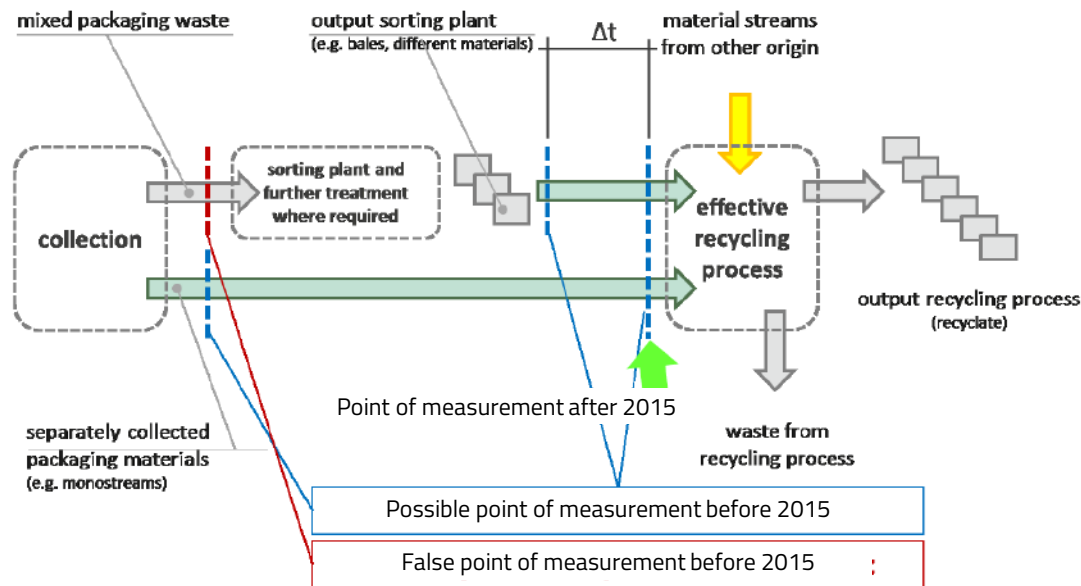 mixed packaging waste
output sorting plant
(e.g. bales, different materials)
Δt
material streams
from other origin
collection
sorting plant and
further treatment
where required
effective
recycling
process
output recycling process
(recyclate)
Point of measurement after 2015
separately collected
packaging materials
(e.g. monostreams)
waste from
recycling process
Possible point of measurement before 2015
False point of measurement before 2015 :